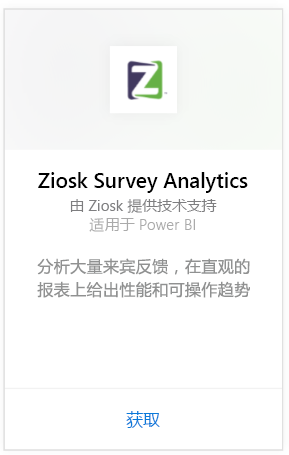 Z
Ziosk Survey Analytics
由 Ziosk 提供技术支持
适用于 Power BI
分析大量来宾反馈，在直观的
报表上给出性能和可操作趋势
获取